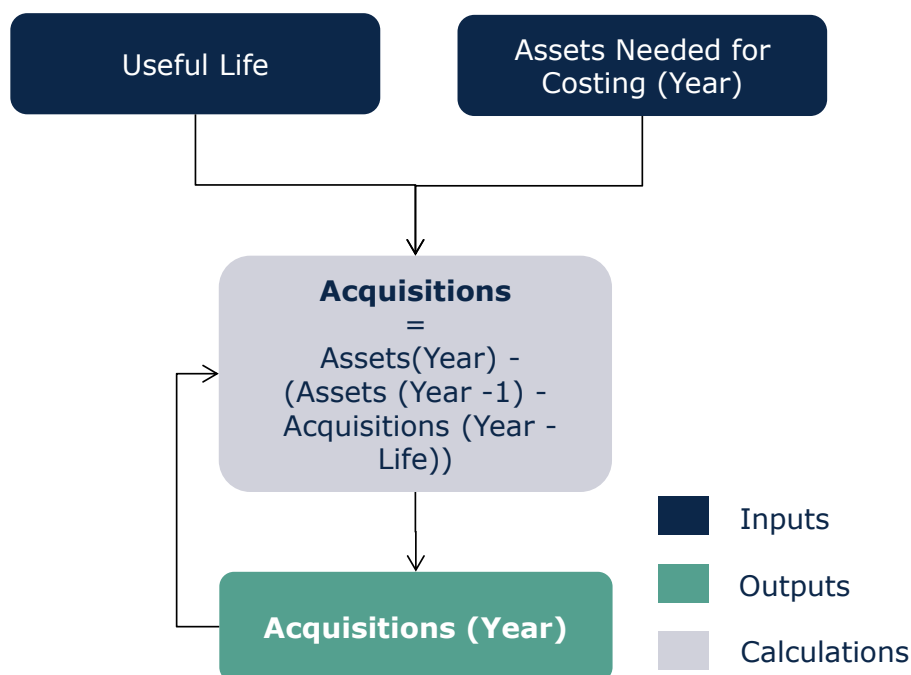 Useful Life
Assets Needed for
Costing (Year)
Acquisitions
=
Assets(Year) -
(Assets (Year -1) -
Acquisitions (Year -
Life))
Acquisitions (Year)
Inputs
Outputs
Calculations